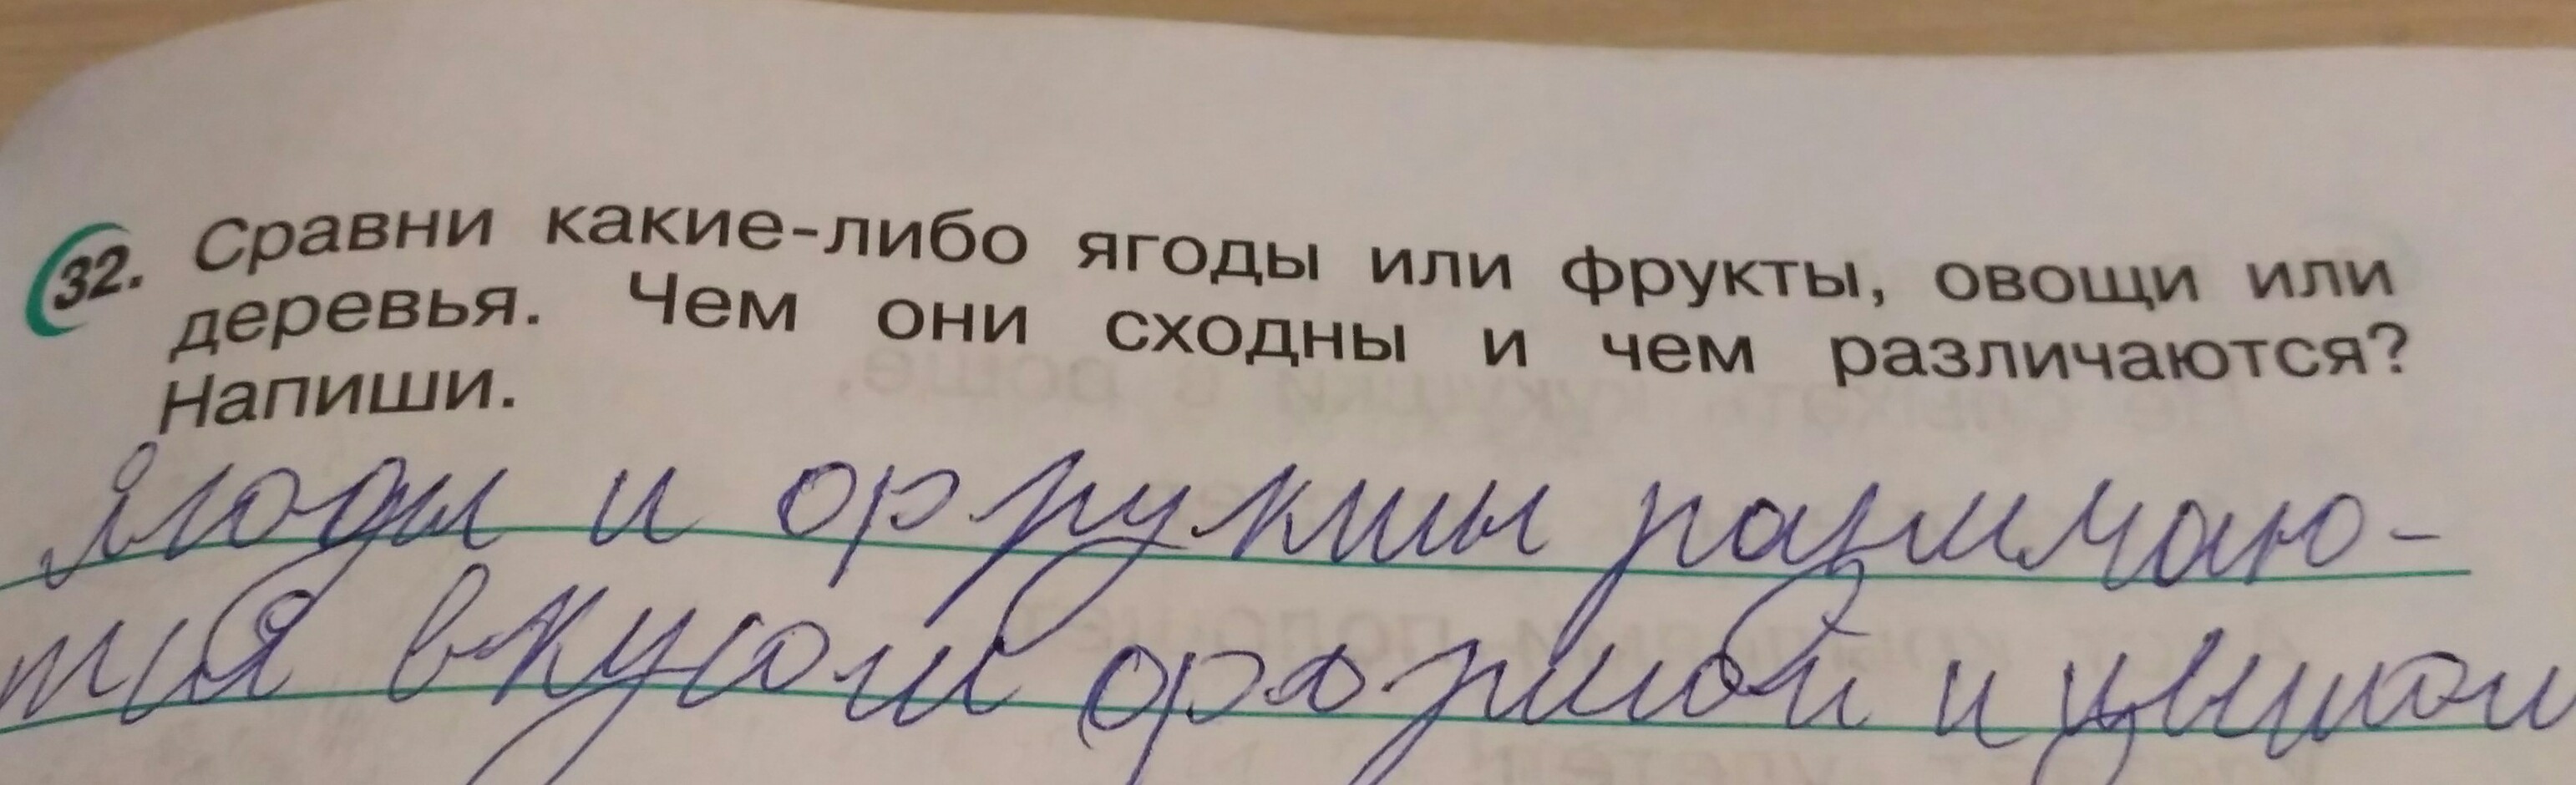 32. Сравни какие-либо ягоды или фрукты, овощи или
деревья. Чем они сходны и чем различаются?
Напиши.
Ягоды и фрукты различаю-
тся вкусом формой и цветом